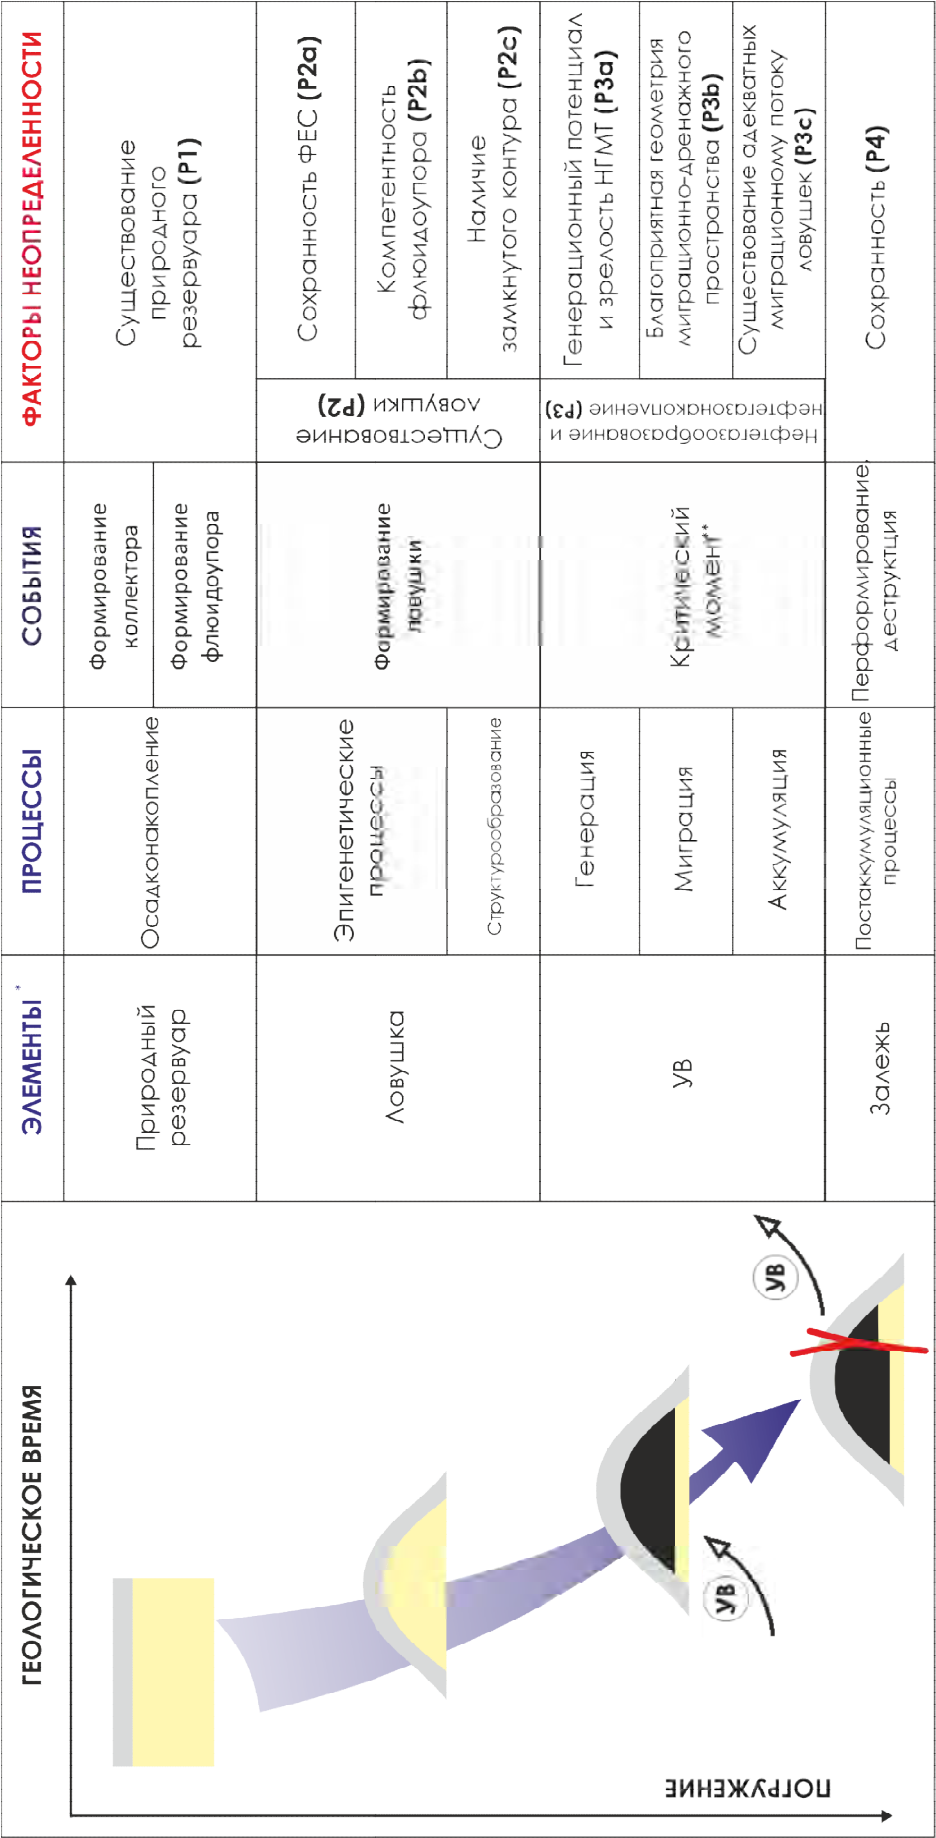 ГЕОЛОГИЧЕСКОЕ ВРЕМЯ
ЭЛЕМЕНТЫ *
ПРОЦЕССЫ
СОБЫТИЯ
ФАКТОРЫ НЕОПРЕДЕЛЕННОСТИ
ПОГРУЖЕНИЕ
УВ
УВ
Природный
резервуар
Осадконакопление
Формирование
коллектора
Формирование
флюидоупора
Существование
природного
резервуара (P1)
Ловушка
Эпигенетические
процессы
Структурообразование
Формирование
ловушки
Существование
ловушки (P2)
Сохранность ФЕС (P2a)
Компетентность
флюидоупора (P2b)
Наличие
замкнутого контура (P2c)
УВ
Генерация
Миграция
Аккумуляция
Критический
момент**
Нефтегазообразование и
нефтегазонакопление (P3)
Генерационный потенциал
и зрелость НГМТ (P3a)
Благоприятная геометрия
миграционно-дренажного
пространства (P3b)
Существование адекватных
миграционному потоку
ловушек (P3c)
Залежь
Постаккумуляционные
процессы
Перформирование,
деструктция
Сохранность (P4)